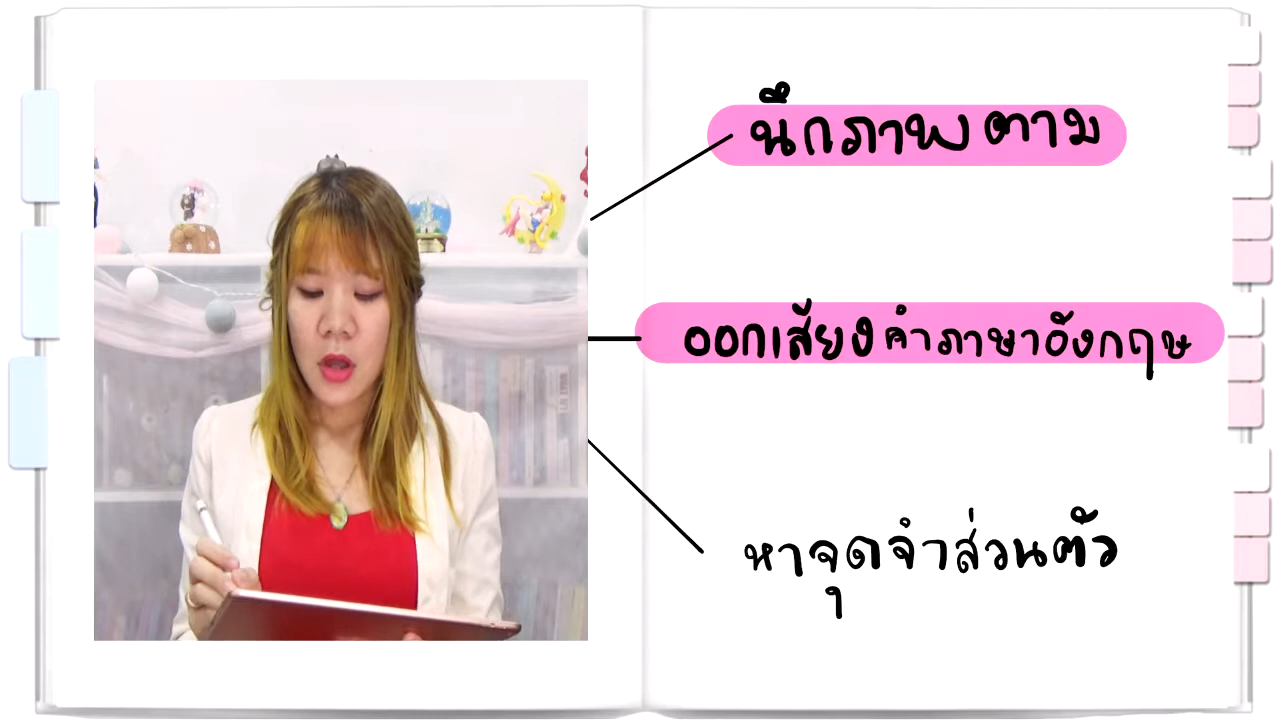 นึกภาพตาม
ออกเสียงคำภาษาอังกฤษ
หาจุดจำส่วนตัว